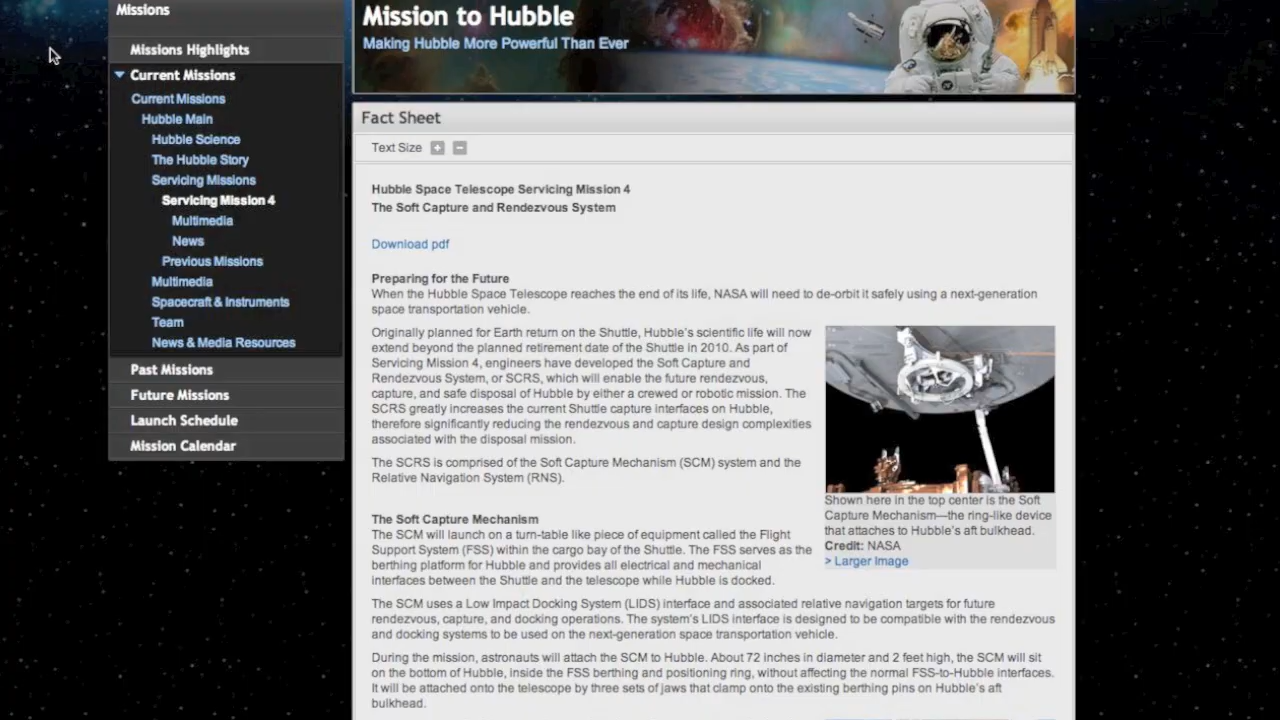 Missions
Missions Highlights
Current Missions
Current Missions
Hubble Main
Hubble Science
The Hubble Story
Servicing Missions
Servicing Mission 4
Multimedia
News
Previous Missions
Multimedia
Spacecraft & Instruments
Team
News & Media Resources
Past Missions
Future Missions
Launch Schedule
Mission Calendar
Mission to Hubble
Making Hubble More Powerful Than Ever
Fact Sheet
Text Size
Hubble Space Telescope Servicing Mission 4
The Soft Capture and Rendezvous System
Download pdf
Preparing for the Future
When the Hubble Space Telescope reaches the end of its life, NASA will need to de-orbit it safely using a next-generation
space transportation vehicle.
Originally planned for Earth return on the Shuttle, Hubble's scientific life will now
extend beyond the planned retirement date of the Shuttle in 2010. As part of
Servicing Mission 4, engineers have developed the Soft Capture and
Rendezvous System, or SCRS, which will enable the future rendezvous,
capture, and safe disposal of Hubble by either a crewed or robotic mission. The
SCRS greatly increases the current Shuttle capture interfaces on Hubble,
therefore significantly reducing the rendezvous and capture design complexities
associated with the disposal mission.
The SCRS is comprised of the Soft Capture Mechanism (SCM) system and the
Relative Navigation System (RNS).
Shown here in the top center is the Soft
Capture Mechanism—the ring-like device
that attaches to Hubble's aft bulkhead.
Credit: NASA
> Larger Image
The Soft Capture Mechanism
The SCM will launch on a turn-table like piece of equipment called the Flight
Support System (FSS) within the cargo bay of the Shuttle. The FSS serves as the
berthing platform for Hubble and provides all electrical and mechanical
interfaces between the Shuttle and the telescope while Hubble is docked.
The SCM uses a Low Impact Docking System (LIDS) interface and associated relative navigation targets for future
rendezvous, capture, and docking operations. The system's LIDS interface is designed to be compatible with the rendezvous
and docking systems to be used on the next-generation space transportation vehicle.
During the mission, astronauts will attach the SCM to Hubble. About 72 inches in diameter and 2 feet high, the SCM will sit
on the bottom of Hubble, inside the FSS berthing and positioning ring, without affecting the normal FSS-to-Hubble interfaces.
It will be attached onto the telescope by three sets of jaws that clamp onto the existing berthing pins on Hubble's aft
bulkhead.